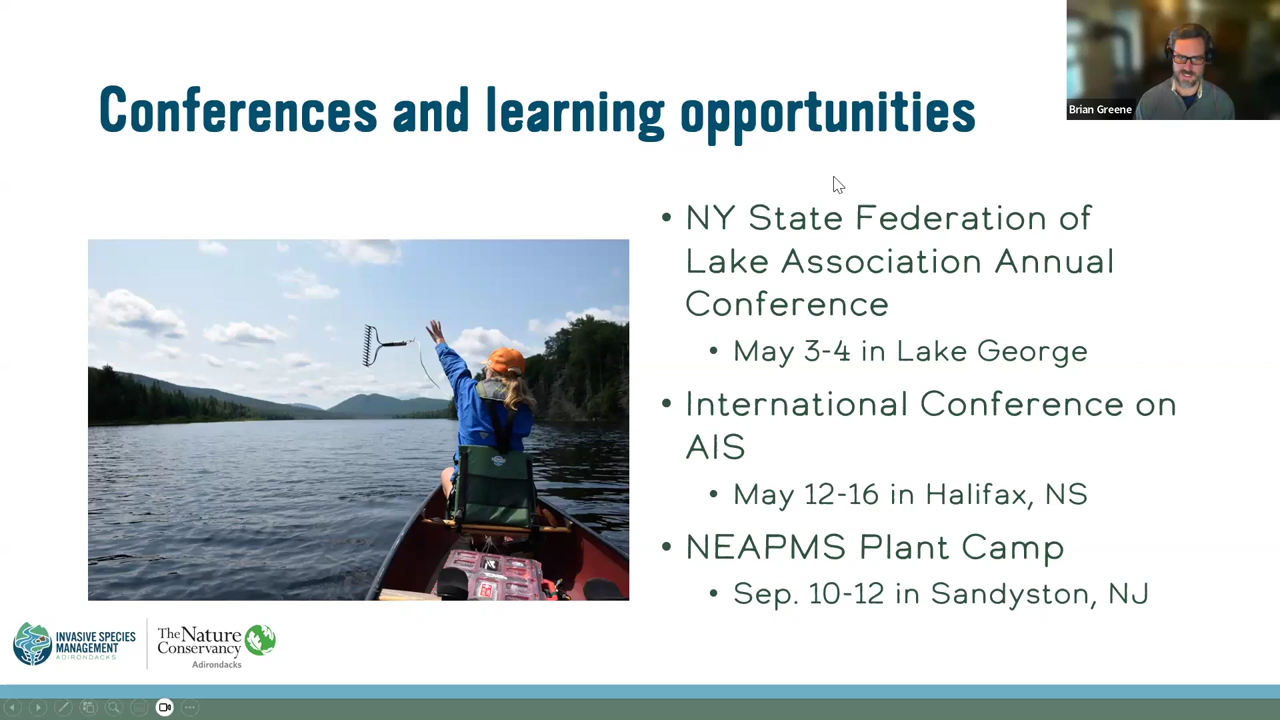 Conferences and learning opportunities
Brian Greene
• NY State Federation of
Lake Association Annual
Conference
• May 3-4 in Lake George
• International Conference on
AIS
• May 12-16 in Halifax, NS
• NEAPMS Plant Camp
• Sep. 10-12 in Sandyston, NJ
INVASIVE SPECIES
MANAGEMENT
ADIRONDACKS
The Nature
Conservancy
Adirondacks